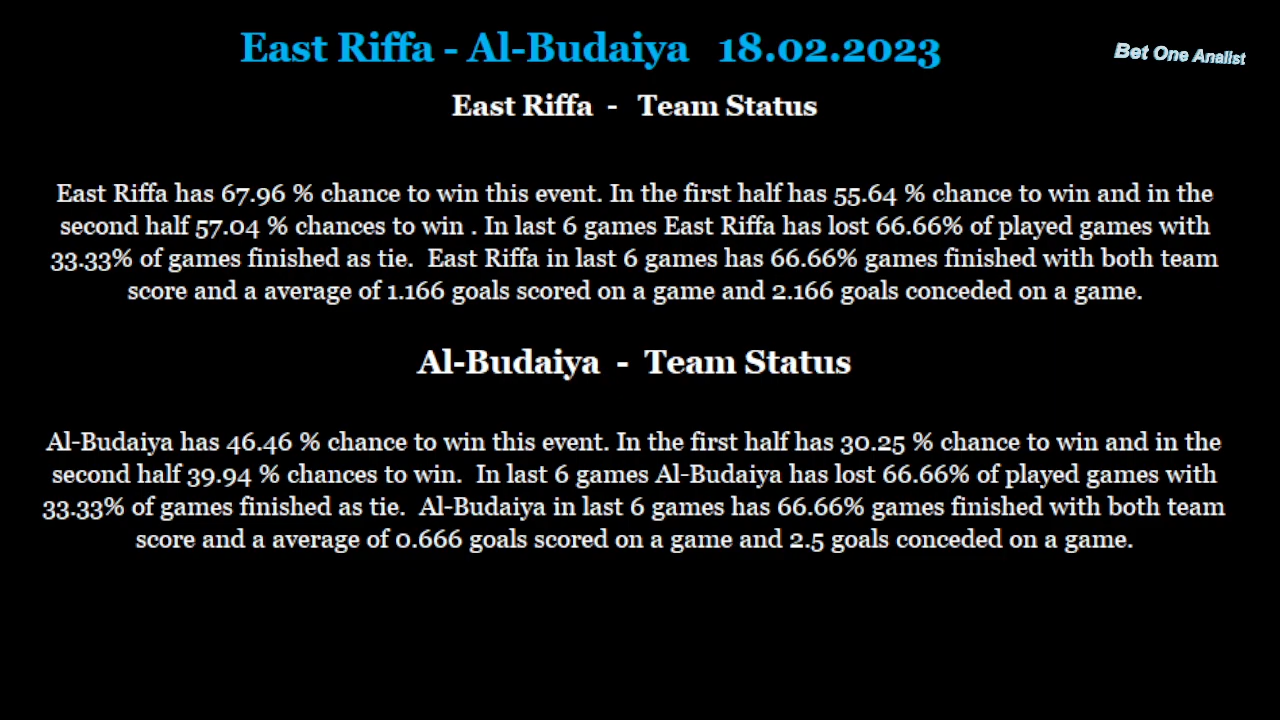 East Riffa - Al-Budaiya 18.02.2023
Bet One Analist
East Riffa - Team Status
East Riffa has 67.96 % chance to win this event. In the first half has 55.64 % chance to win and in the
second half 57.04 % chances to win . In last 6 games East Riffa has lost 66.66% of played games with
33.33% of games finished as tie. East Riffa in last 6 games has 66.66% games finished with both team
score and a average of 1.166 goals scored on a game and 2.166 goals conceded on a game.
Al-Budaiya - Team Status
Al-Budaiya has 46.46 % chance to win this event. In the first half has 30.25 % chance to win and in the
second half 39.94 % chances to win. In last 6 games Al-Budaiya has lost 66.66% of played games with
33.33% of games finished as tie. Al-Budaiya in last 6 games has 66.66% games finished with both team
score and a average of 0.666 goals scored on a game and 2.5 goals conceded on a game.